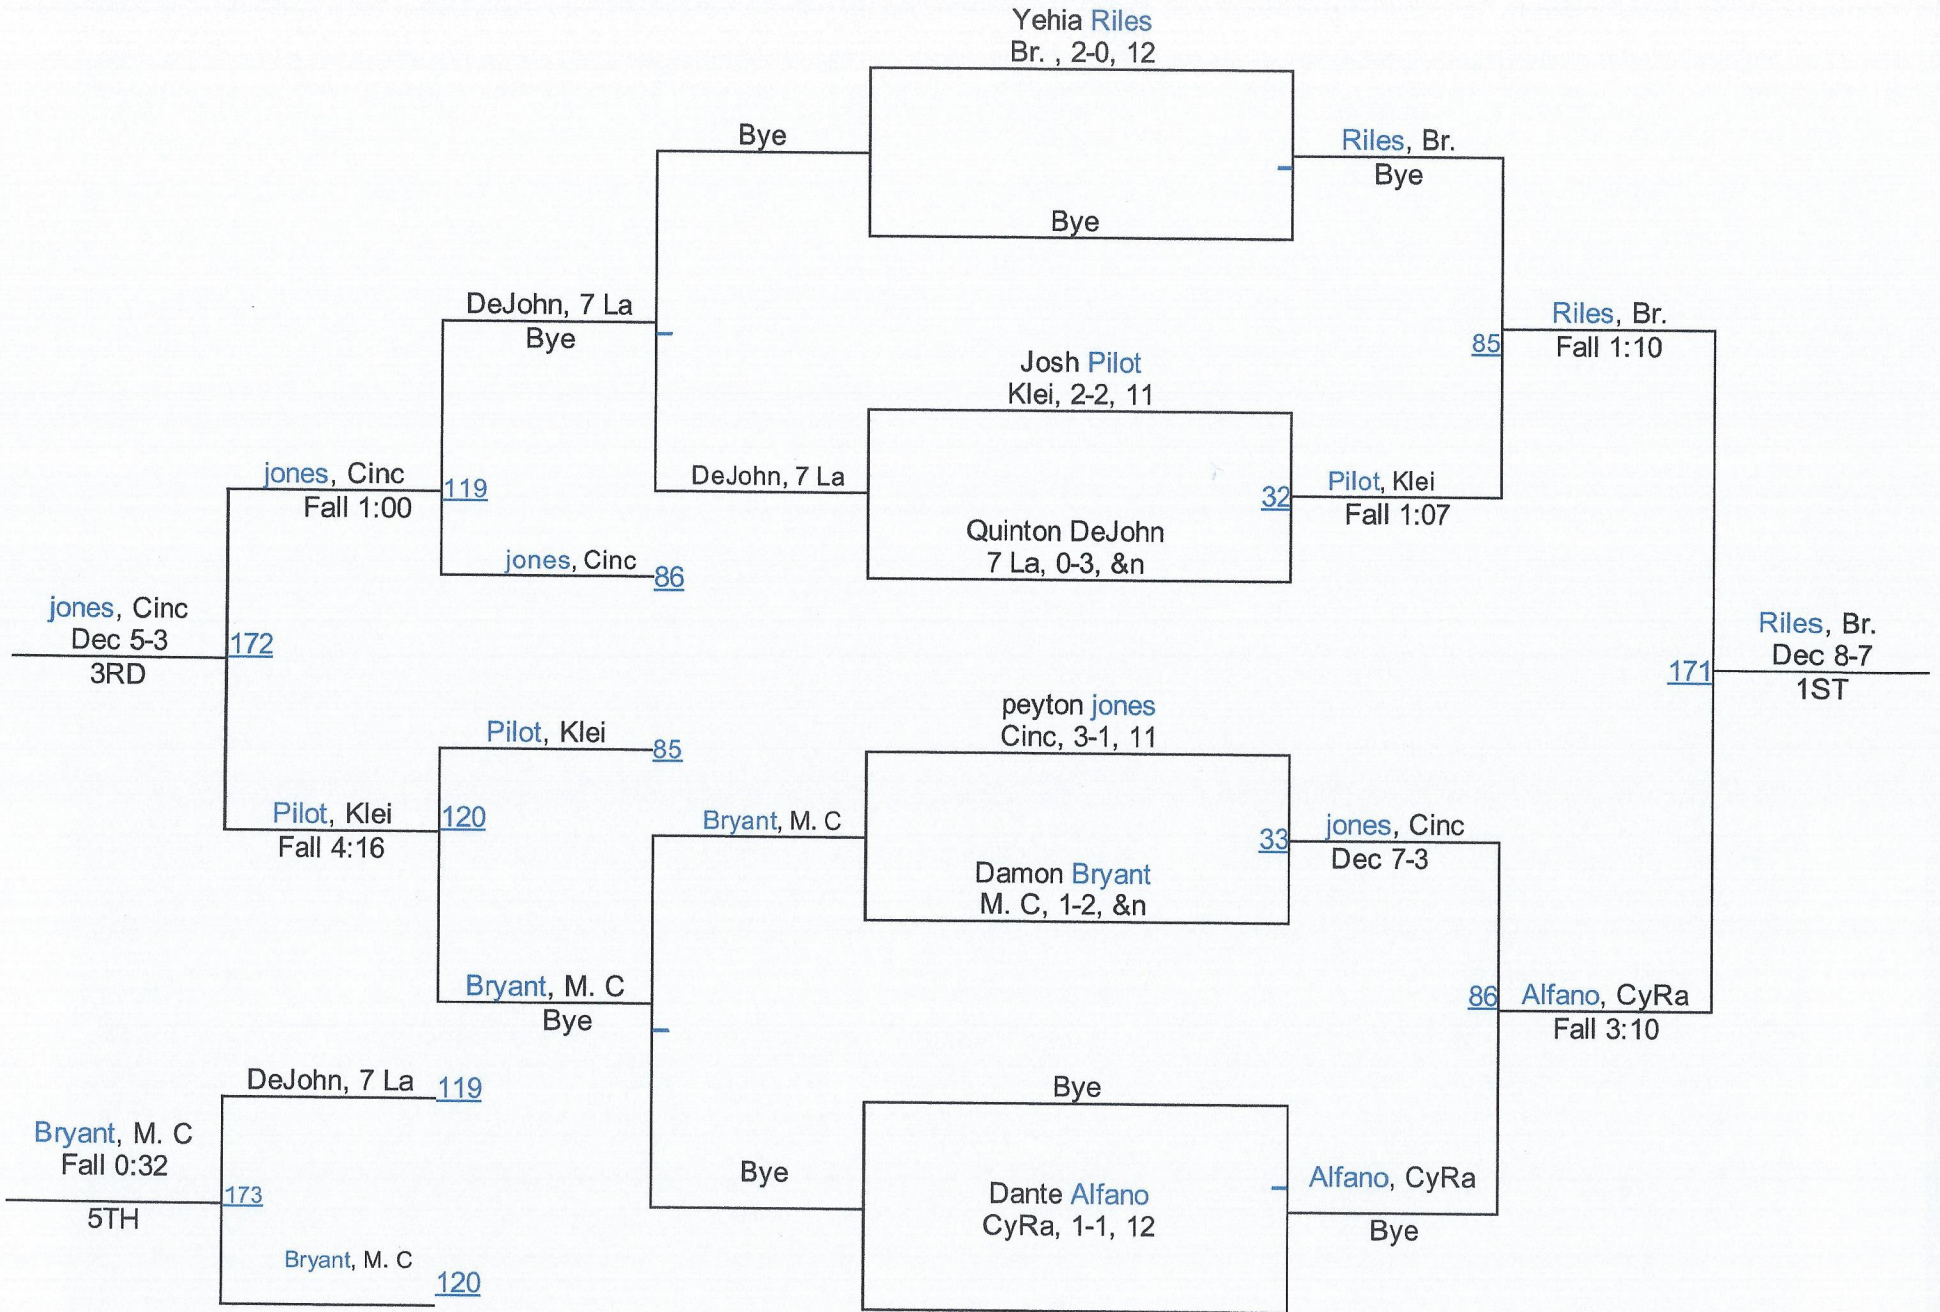 Yehia Riles
Br. , 2-0, 12
Bye
Riles, Br.
Bye
Bye
DeJohn, 7 La
Bye
Riles, Br.
85
Fall 1:10
Josh Pilot
Klei, 2-2, 11
jones, Cinc
119
Fall 1:00
DeJohn, 7 La
32
Pilot, Klei
Fall 1:07
Quinton DeJohn
7 La, 0-3, &n
jones, Cinc
86
jones, Cinc
Dec 5-3
172
3RD
Riles, Br.
Dec 8-7
171
1ST
peyton jones
Cinc, 3-1, 11
Pilot, Klei
85
Pilot, Klei
120
Fall 4:16
Bryant, M. C
33
jones, Cinc
Dec 7-3
Damon Bryant
M. C, 1-2, &n
Bryant, M. C
Bye
86
Alfano, CyRa
Fall 3:10
DeJohn, 7 La
119
Bye
Bryant, M. C
Fall 0:32
173
5TH
Bye
Dante Alfano
CyRa, 1-1, 12
Alfano, CyRa
Bye
Bryant, M. C
120